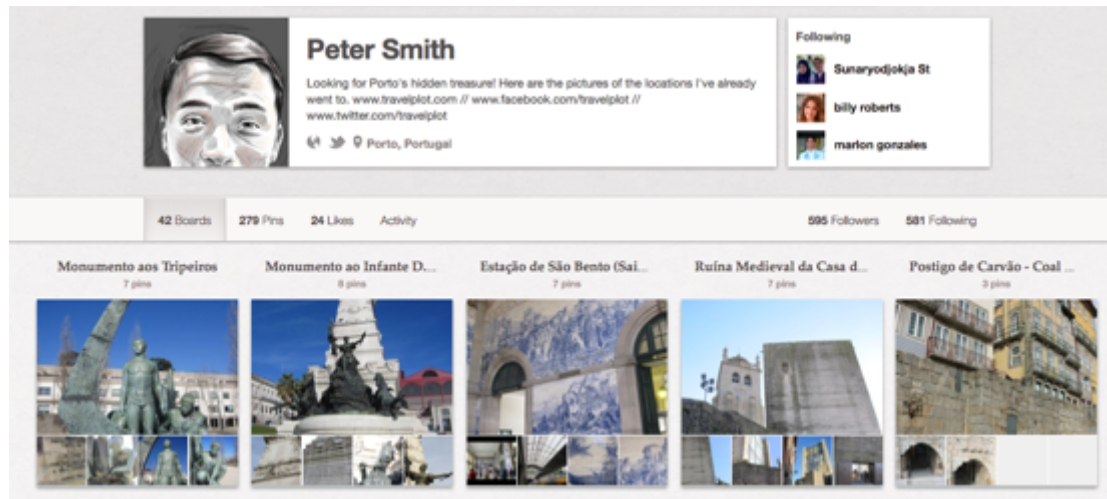 Peter Smith
Looking for Porto's hidden treasure! Here are the pictures of the locations I've already
went to. www.travelplot.com // www.facebook.com/travelplot //
www.twitter.com/travelplot
Porto, Portugal
Following
Sunaryodjokja St
billy roberts
marlon gonzales
42 Boards
279 Pins
24 Likes
Activity
595 Followers
581 Following
Monumento aos Tripeiros
7 pins
Monumento ao Infante D...
8 pins
Estação de São Bento (Sai...
7 pins
Ruína Medieval da Casa d...
7 pins
Postigo de Carvão - Coal ...
3 pins